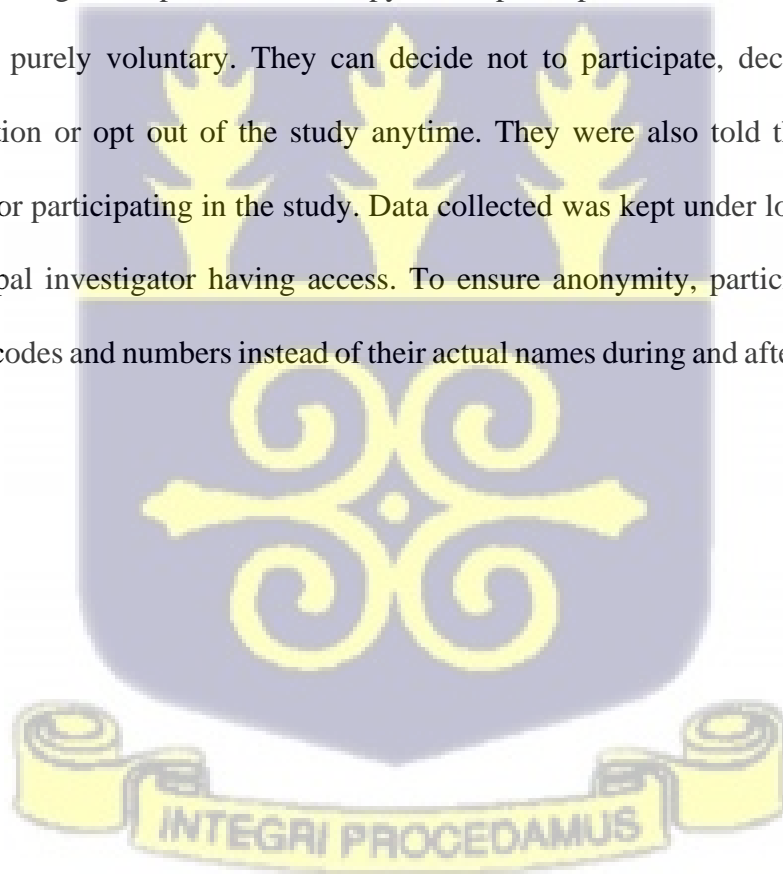 purely voluntary. They can decide not to participate, dec
tion or opt out of the study anytime. They were also told t
or participating in the study. Data collected was kept under lo
pal investigator having access. To ensure anonymity, partic
codes and numbers instead of their actual names during and afte
INTEGRI PROCEDAMUS